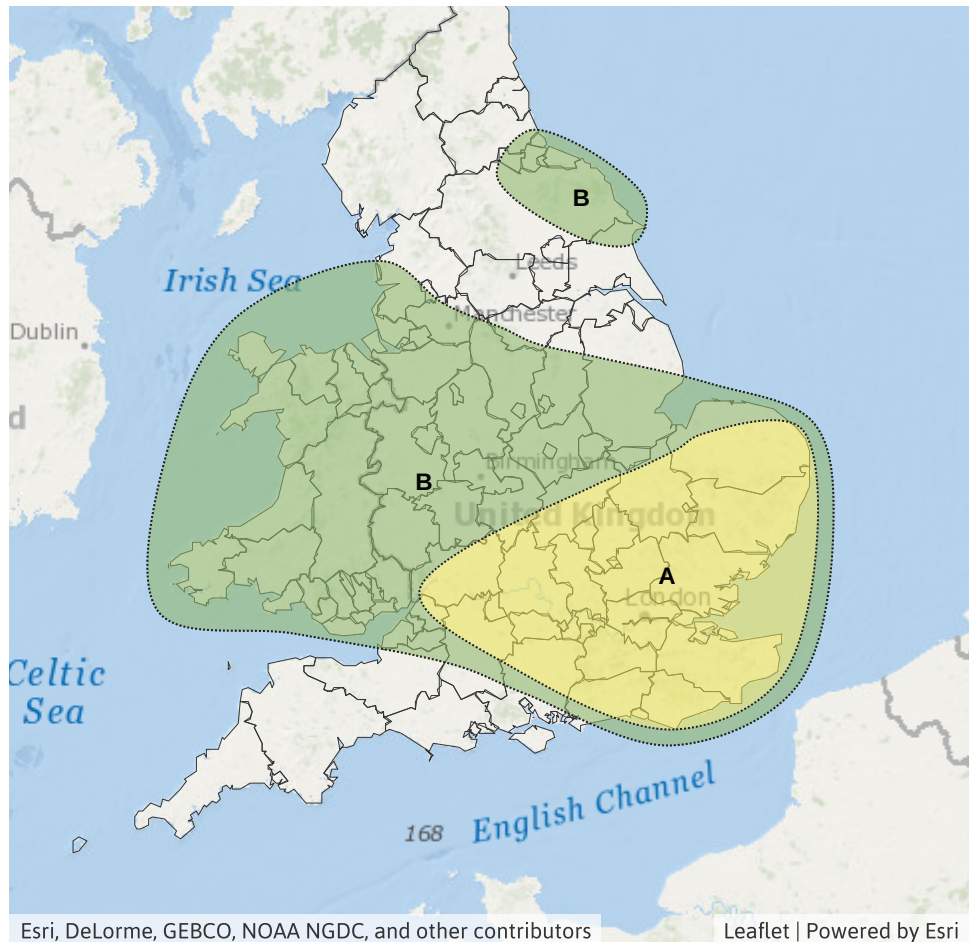 B
Leeds
Irish Sea
Manchester
Dublin
d
Birmingham
B
United Kingdom
A
London
Celtic
Sea
English Channel
168
Esri, DeLorme, GEBCO, NOAA NGDC, and other contributors
Leaflet | Powered by Esri